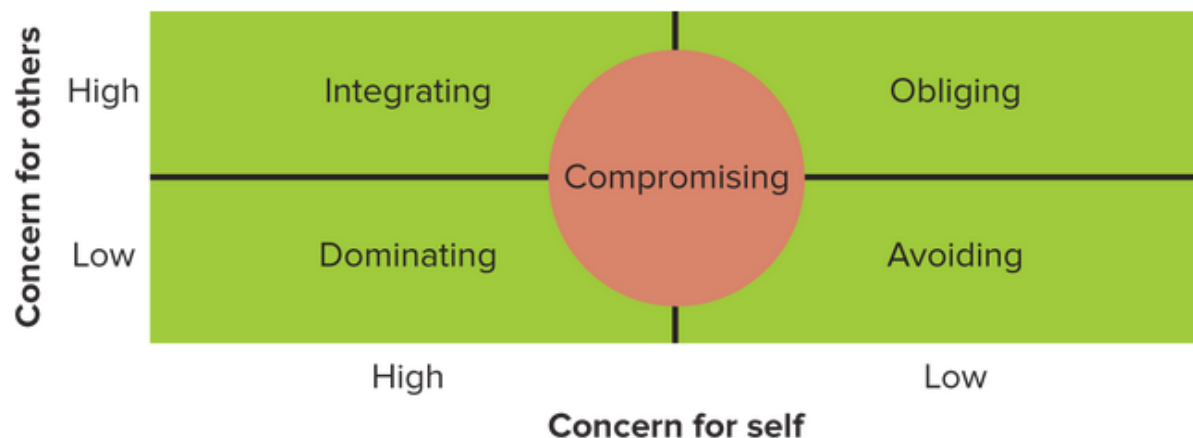 Concern for others
High
Integrating
Obliging
Compromising
Low
Dominating
Avoiding
High
Low
Concern for self